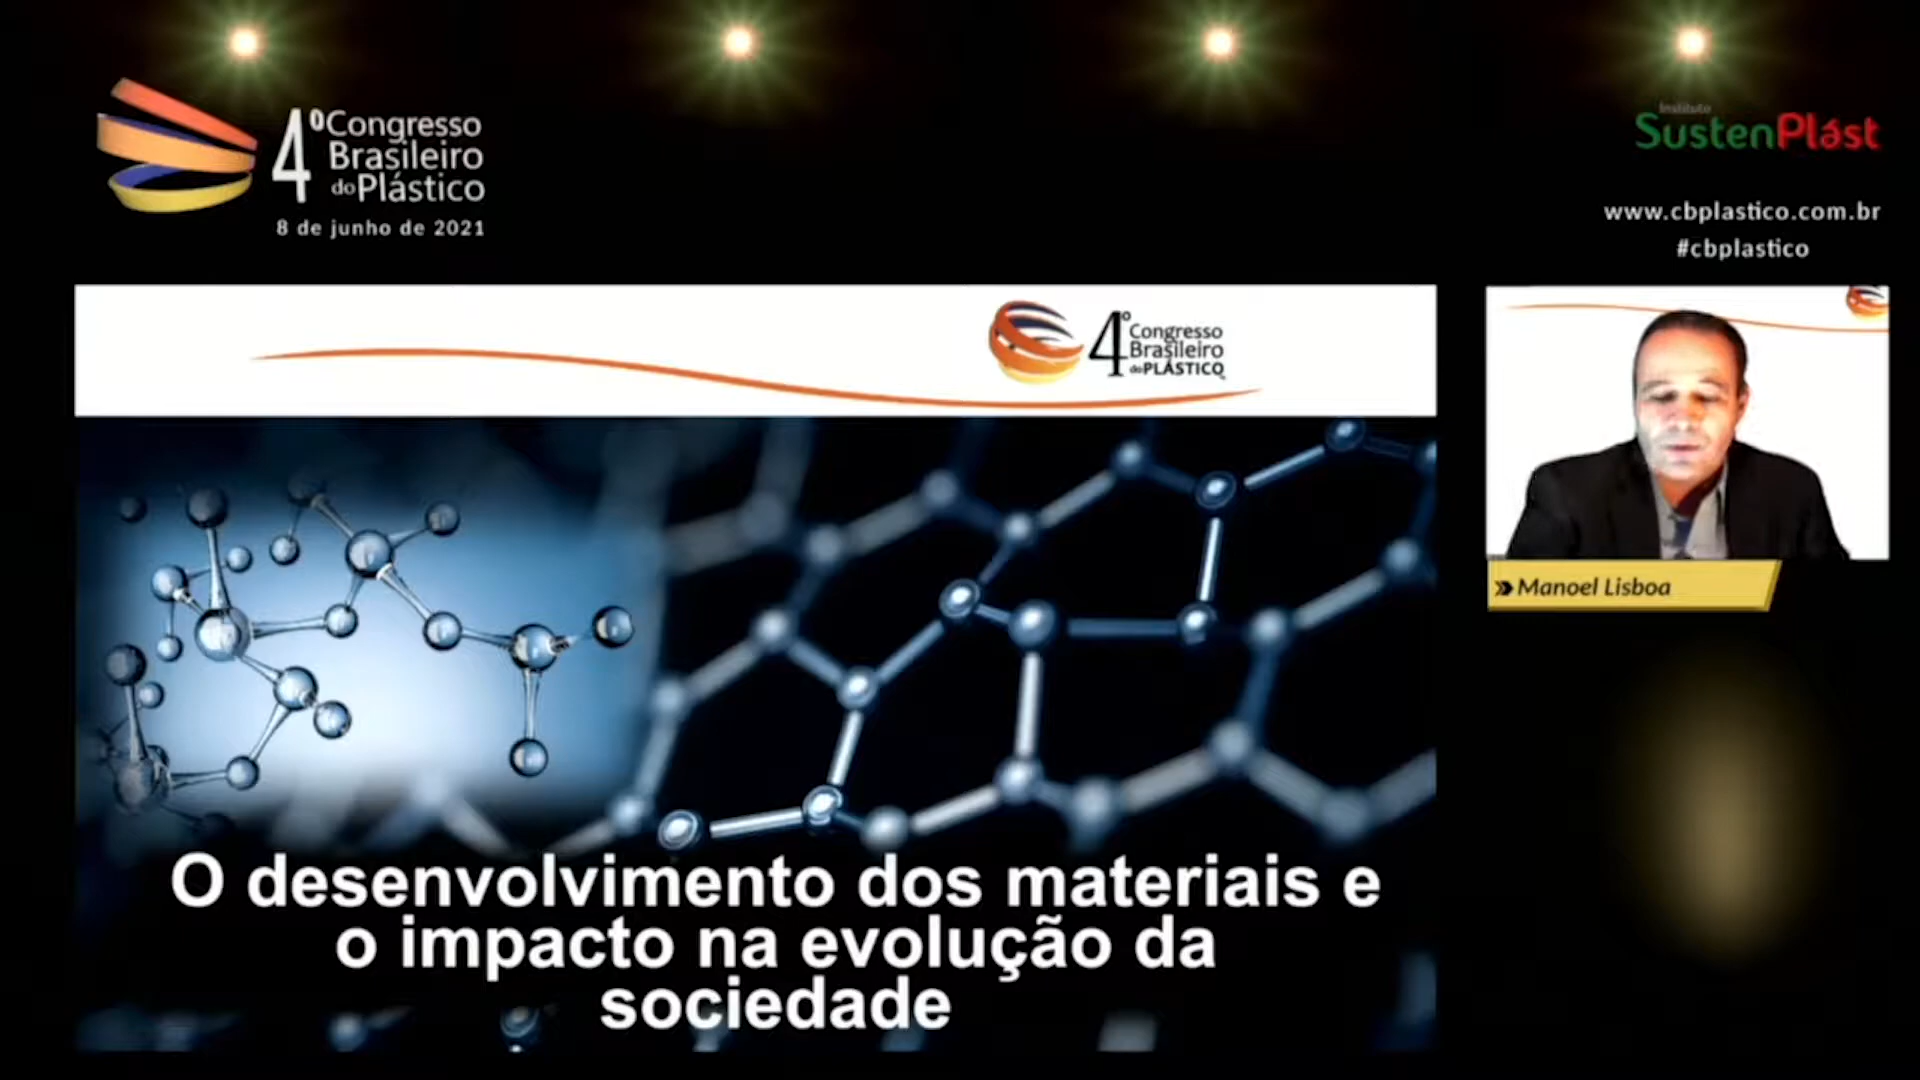 4º Congresso
Brasileiro
do Plástico
8 de junho de 2021
Instituto
SustenPlást
www.cbplastico.com.br
#cbplastico
4º Congresso
Brasileiro
do PLÁSTICO
Manoel Lisboa
O desenvolvimento dos materiais e
o impacto na evolução da
sociedade